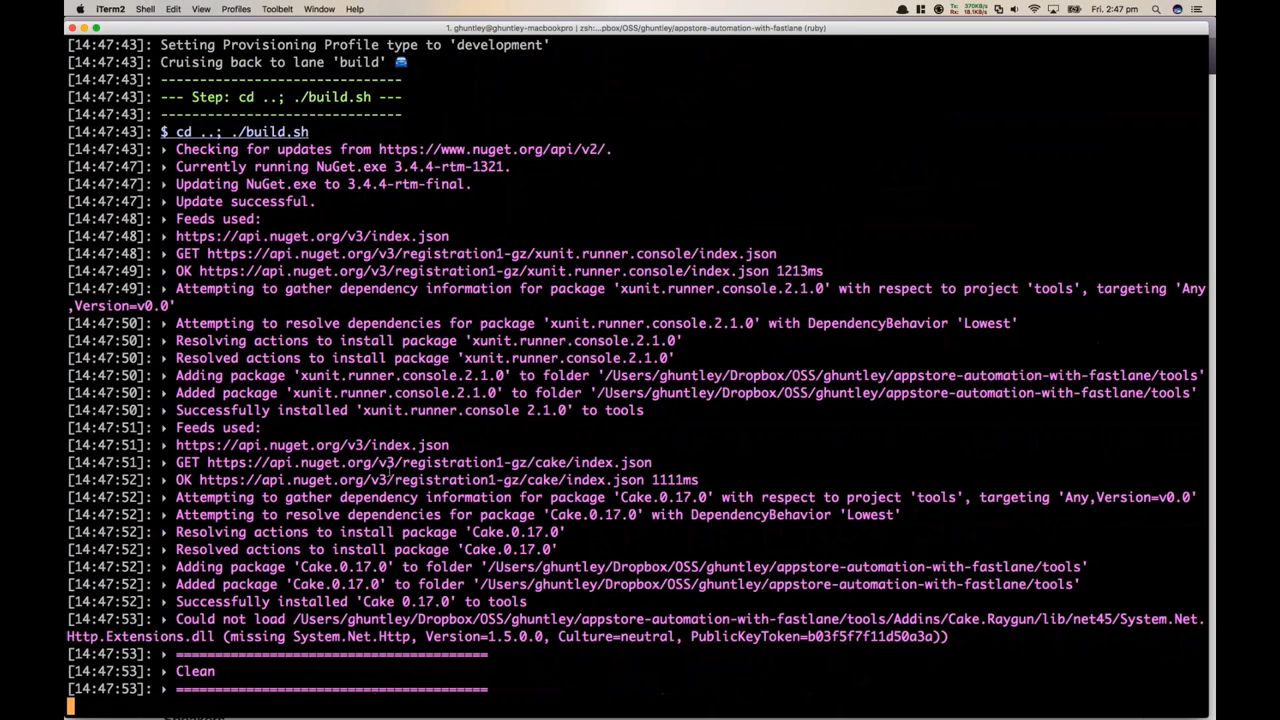 iTerm2 Shell Edit View Profiles Toolbelt Window Help
Tx: 370KB/s
Rx: 18.1KB/s
Fri. 2:47 pm
1. ghuntley@ghuntley-macbookpro | zsh:...pbox/OSS/ghuntley/appstore-automation-with-fastlane (ruby)
[14:47:43]: Setting Provisioning Profile type to 'development'
[14:47:43]: Cruising back to lane 'build' 🚘
[14:47:43]: -------------------------------
[14:47:43]: --- Step: cd ..; ./build.sh ---
[14:47:43]: -------------------------------
[14:47:43]: $ cd ..; ./build.sh
[14:47:43]: ▸ Checking for updates from https://www.nuget.org/api/v2/.
[14:47:47]: ▸ Currently running NuGet.exe 3.4.4-rtm-1321.
[14:47:47]: ▸ Updating NuGet.exe to 3.4.4-rtm-final.
[14:47:47]: ▸ Update successful.
[14:47:48]: ▸ Feeds used:
[14:47:48]: ▸ https://api.nuget.org/v3/index.json
[14:47:48]: ▸ GET https://api.nuget.org/v3/registration1-gz/xunit.runner.console/index.json
[14:47:49]: ▸ OK https://api.nuget.org/v3/registration1-gz/xunit.runner.console/index.json 1213ms
[14:47:49]: ▸ Attempting to gather dependency information for package 'xunit.runner.console.2.1.0' with respect to project 'tools', targeting 'Any
,Version=v0.0'
[14:47:50]: ▸ Attempting to resolve dependencies for package 'xunit.runner.console.2.1.0' with DependencyBehavior 'Lowest'
[14:47:50]: ▸ Resolving actions to install package 'xunit.runner.console.2.1.0'
[14:47:50]: ▸ Resolved actions to install package 'xunit.runner.console.2.1.0'
[14:47:50]: ▸ Adding package 'xunit.runner.console.2.1.0' to folder '/Users/ghuntley/Dropbox/OSS/ghuntley/appstore-automation-with-fastlane/tools'
[14:47:50]: ▸ Added package 'xunit.runner.console.2.1.0' to folder '/Users/ghuntley/Dropbox/OSS/ghuntley/appstore-automation-with-fastlane/tools'
[14:47:50]: ▸ Successfully installed 'xunit.runner.console 2.1.0' to tools
[14:47:51]: ▸ Feeds used:
[14:47:51]: ▸ https://api.nuget.org/v3/index.json
[14:47:51]: ▸ GET https://api.nuget.org/v3/registration1-gz/cake/index.json
[14:47:52]: ▸ OK https://api.nuget.org/v3/registration1-gz/cake/index.json 1111ms
[14:47:52]: ▸ Attempting to gather dependency information for package 'Cake.0.17.0' with respect to project 'tools', targeting 'Any,Version=v0.0'
[14:47:52]: ▸ Attempting to resolve dependencies for package 'Cake.0.17.0' with DependencyBehavior 'Lowest'
[14:47:52]: ▸ Resolving actions to install package 'Cake.0.17.0'
[14:47:52]: ▸ Resolved actions to install package 'Cake.0.17.0'
[14:47:52]: ▸ Adding package 'Cake.0.17.0' to folder '/Users/ghuntley/Dropbox/OSS/ghuntley/appstore-automation-with-fastlane/tools'
[14:47:52]: ▸ Added package 'Cake.0.17.0' to folder '/Users/ghuntley/Dropbox/OSS/ghuntley/appstore-automation-with-fastlane/tools'
[14:47:52]: ▸ Successfully installed 'Cake 0.17.0' to tools
[14:47:53]: ▸ Could not load /Users/ghuntley/Dropbox/OSS/ghuntley/appstore-automation-with-fastlane/tools/Addins/Cake.Raygun/lib/net45/System.Net.
Http.Extensions.dll (missing System.Net.Http, Version=1.5.0.0, Culture=neutral, PublicKeyToken=b03f5f7f11d50a3a))
[14:47:53]: ▸ ========================================
[14:47:53]: ▸ Clean
[14:47:53]: ▸ ========================================